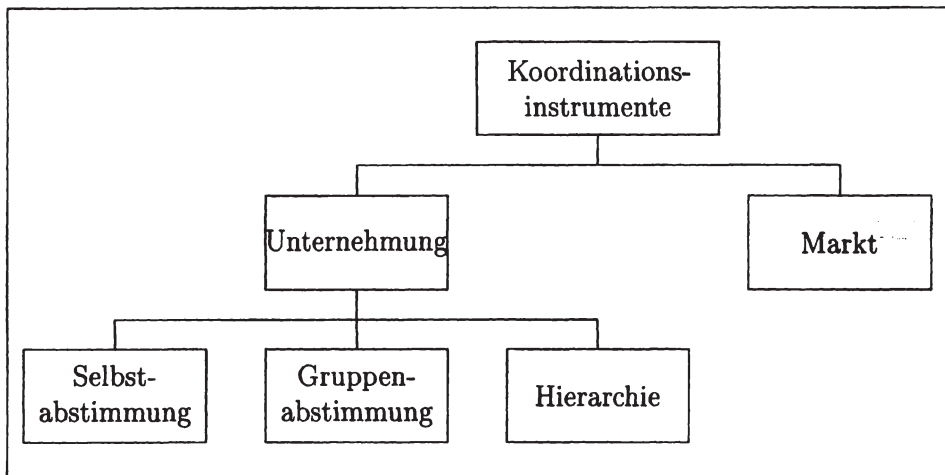 Koordinations-
instrumente
Unternehmung
Markt
Selbst-
abstimmung
Gruppen-
abstimmung
Hierarchie